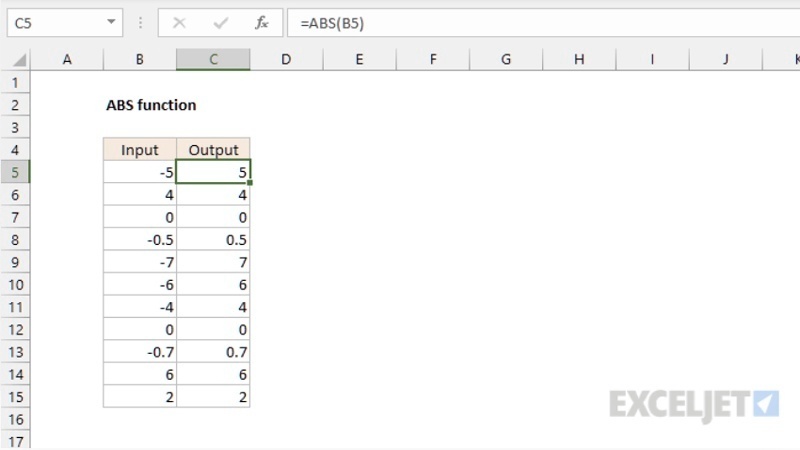 C5 fx =ABS(B5)
A B C D E F G H I J K
1
2 ABS function
3
4 Input Output
5 -5 5
6 4 4
7 0 0
8 -0.5 0.5
9 -7 7
10 -6 6
11 -4 4
12 0 0
13 -0.7 0.7
14 6 6
15 2 2
16
17
EXCELJET